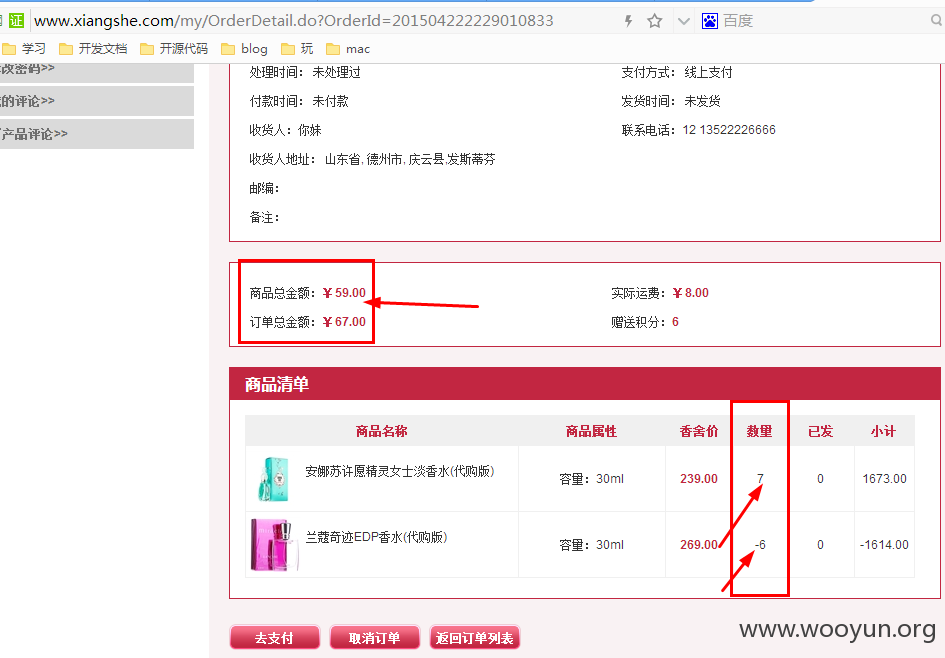 证 www.xiangshe.com/my/OrderDetail.do?OrderId=201504222229010833 百度
学习 开发文档 开源代码 blog 玩 mac
改密码>>
的评论>>
产品评论>>
处理时间: 未处理过 支付方式: 线上支付
付款时间: 未付款 发货时间: 未发货
收货人: 你妹 联系电话: 12 13522226666
收货人地址: 山东省,德州市,庆云县,发斯蒂芬
邮编:
备注:
商品总金额: ¥ 59.00 实际运费: ¥ 8.00
订单总金额: ¥ 67.00 赠送积分: 6
商品清单
商品名称 商品属性 香舍价 数量 已发 小计
安娜苏许愿精灵女士淡香水(代购版) 容量: 30ml 239.00 7 0 1673.00
兰蔻奇迹EDP香水(代购版) 容量: 30ml 269.00 -6 0 -1614.00
去支付 取消订单 返回订单列表
www.wooyun.org